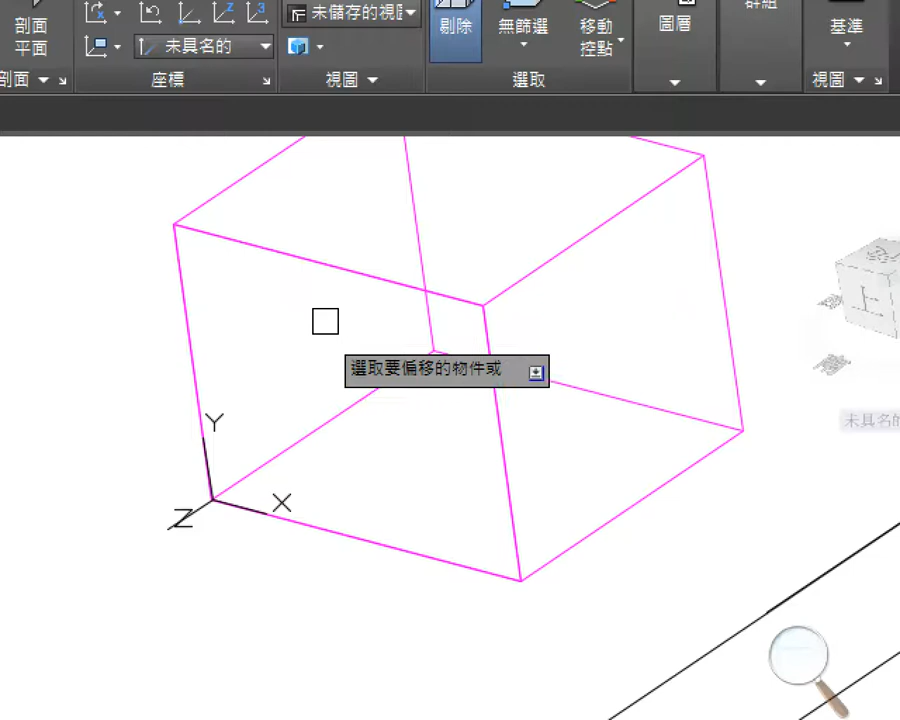 剖面
平面
未具名的
未儲存的視
剔除
無篩選
移動
控點
圖層
群組
基準
剖面
座標
視圖
選取
視圖
上
選取要偏移的物件或
未具名的
Y
X
Z